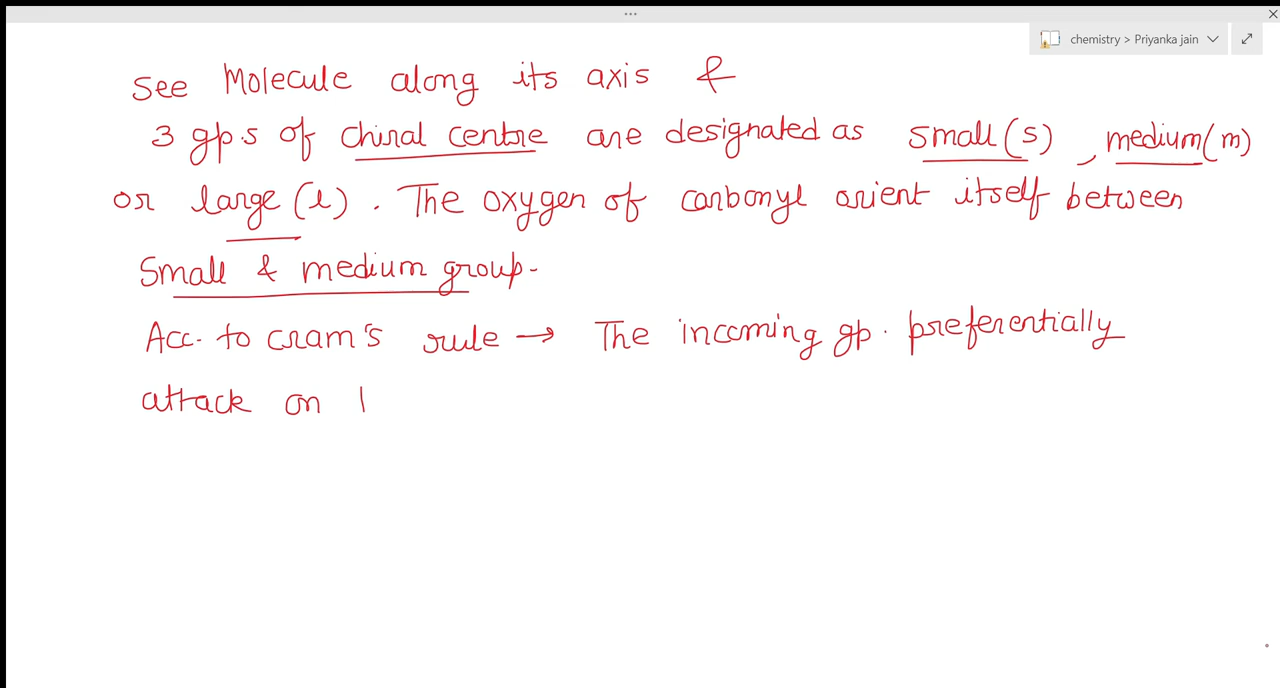 chemistry > Priyanka jain
See Molecule along its axis &
3 gp.s of chiral centre are designated as small(s), medium(m)
or large (l). The oxygen of carbonyl orient itself between
Small & medium group.
Acc. to cram's rule → The incoming gp. preferentially
attack on